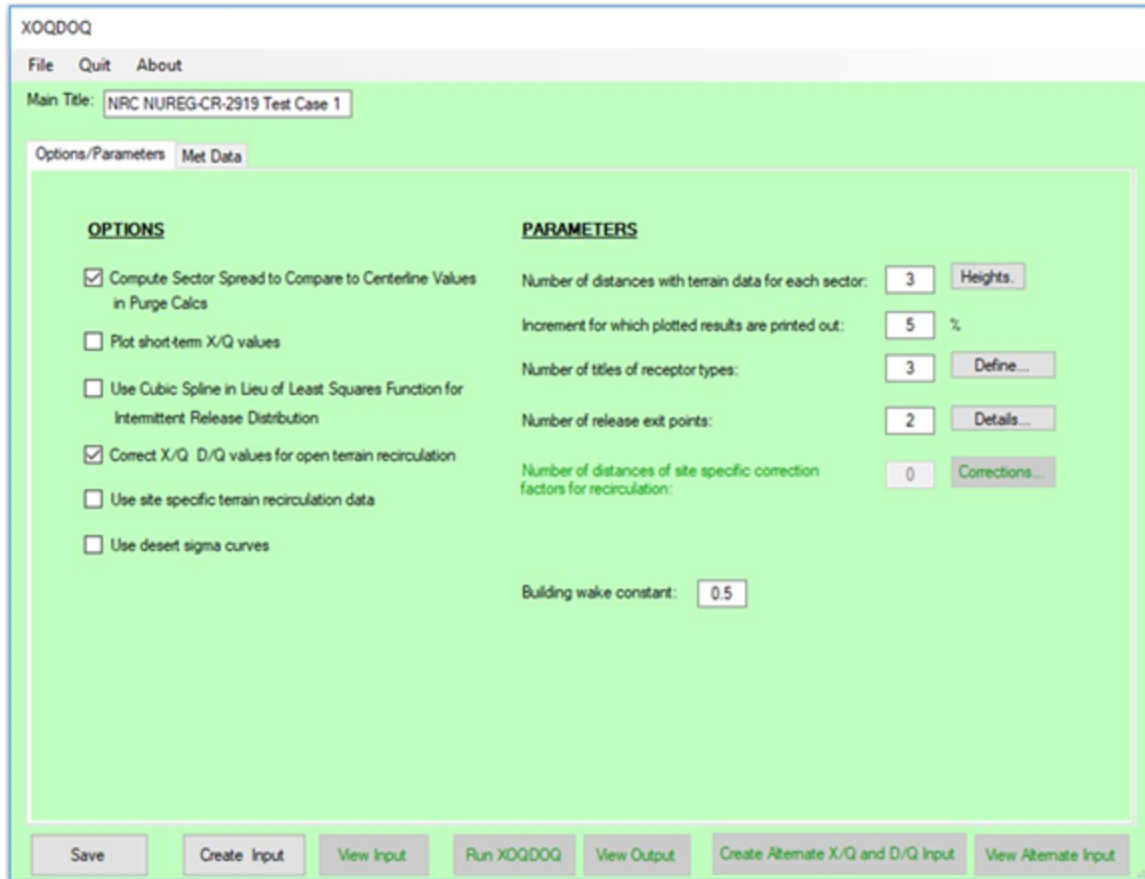 XOQDOQ
File Quit About
Main Title: NRC NUREG-CR-2919 Test Case 1
Options/Parameters Met Data
OPTIONS
Compute Sector Spread to Compare to Centerline Values
in Purge Calcs
Plot short-term X/Q values
Use Cubic Spline in Lieu of Least Squares Function for
Intermittent Release Distribution
Correct X/Q D/Q values for open terrain recirculation
Use site specific terrain recirculation data
Use desert sigma curves
PARAMETERS
Number of distances with terrain data for each sector: 3 Heights.
Increment for which plotted results are printed out: 5 %
Number of titles of receptor types: 3 Define...
Number of release exit points: 2 Details...
Number of distances of site specific correction
factors for recirculation: 0 Corrections...
Building wake constant: 0.5
Save Create Input View Input Run XOQDOQ View Output Create Alternate X/Q and D/Q Input View Alternate Input